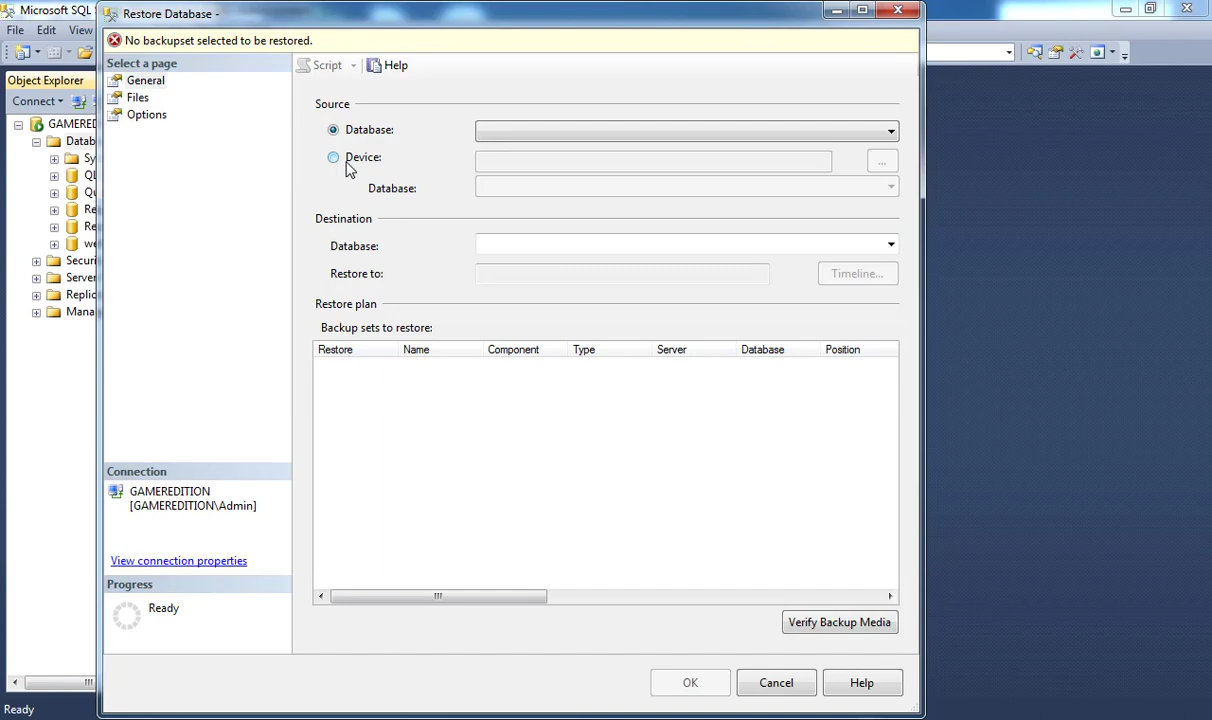 Microsoft SQL S
Restore Database -
File Edit View
No backupset selected to be restored.
Select a page
General
Files
Options
Script
Help
Object Explorer
Connect
GAMERED
Datab
Sy
QL
Qu
Re
Re
we
Securi
Server
Replic
Mana
Source
Database:
Device:
...
Database:
Destination
Database:
Restore to:
Timeline...
Restore plan
Backup sets to restore:
Restore Name Component Type Server Database Position
Connection
GAMEREDITION
[GAMEREDITION\Admin]
View connection properties
Progress
Ready
Verify Backup Media
OK Cancel Help
Ready